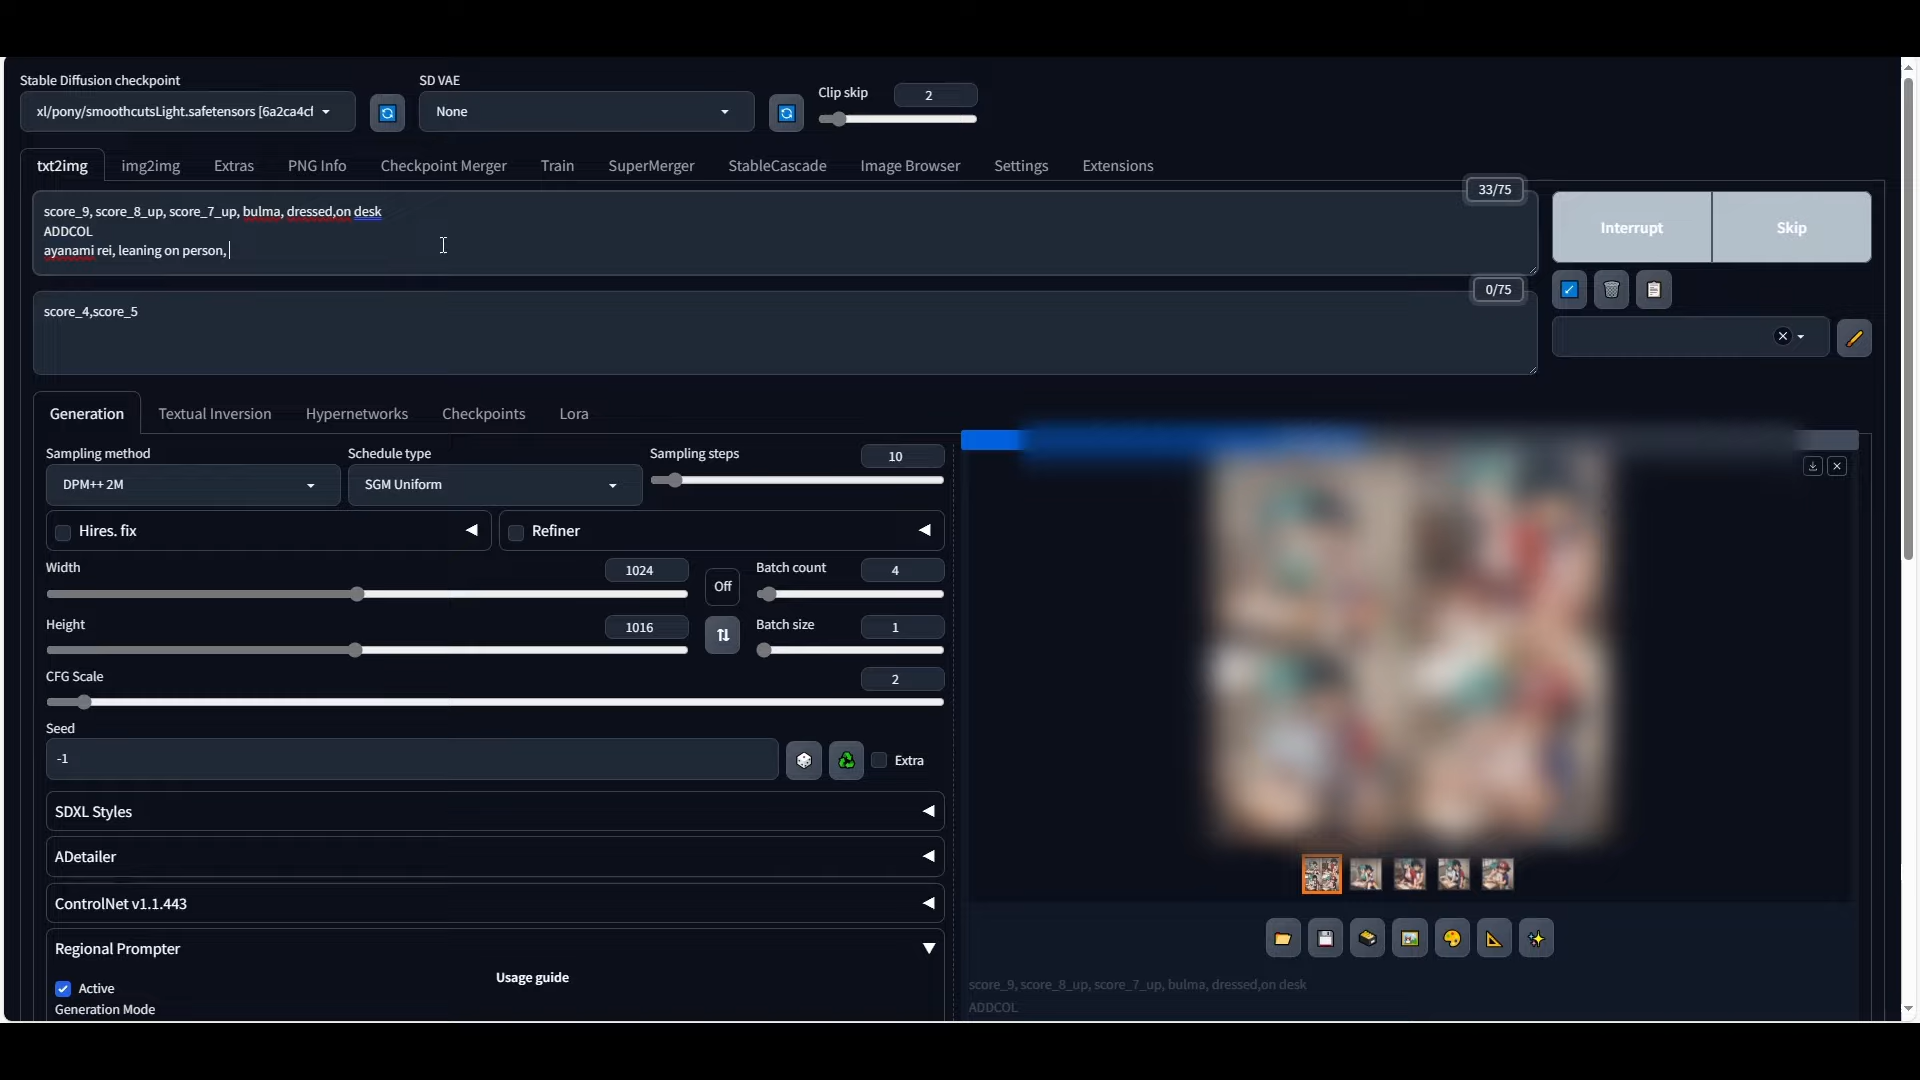 Stable Diffusion checkpoint
SD VAE
Clip skip
2
xl/pony/smoothcutsLight.safetensors [6a2ca4cf
None
txt2img
img2img
Extras
PNG Info
Checkpoint Merger
Train
SuperMerger
StableCascade
Image Browser
Settings
Extensions
33/75
score_9, score_8_up, score_7_up, bulma, dressed,on desk
ADDCOL
ayanami rei, leaning on person,
Interrupt
Skip
0/75
score_4,score_5
Generation
Textual Inversion
Hypernetworks
Checkpoints
Lora
Sampling method
Schedule type
Sampling steps
10
DPM++ 2M
SGM Uniform
Hires. fix
Refiner
Width
1024
Off
Batch count
4
Height
1016
Batch size
1
CFG Scale
2
Seed
-1
Extra
SDXL Styles
ADetailer
ControlNet v1.1.443
Regional Prompter
Usage guide
Active
Generation Mode
score_9, score_8_up, score_7_up, bulma, dressed,on desk
ADDCOL